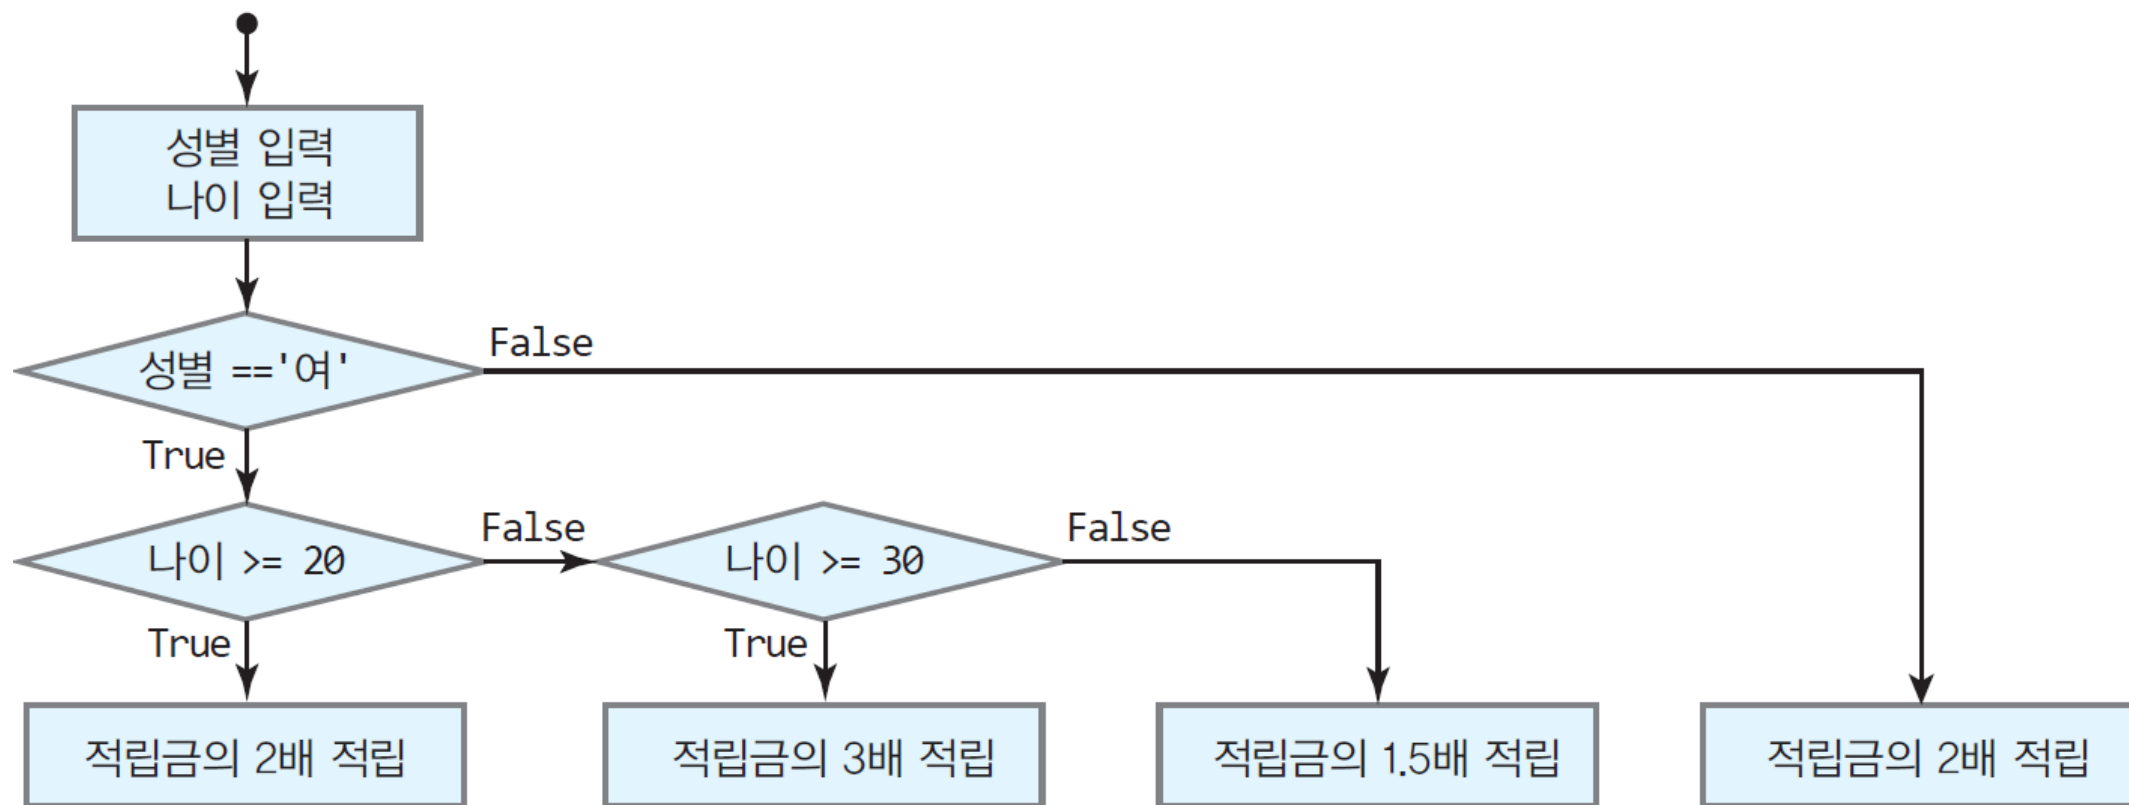 성별 입력
나이 입력
성별 =='여'
False
True
나이 >= 20
False
나이 >= 30
False
True
True
적립금의 2배 적립
적립금의 3배 적립
적립금의 1.5배 적립
적립금의 2배 적립